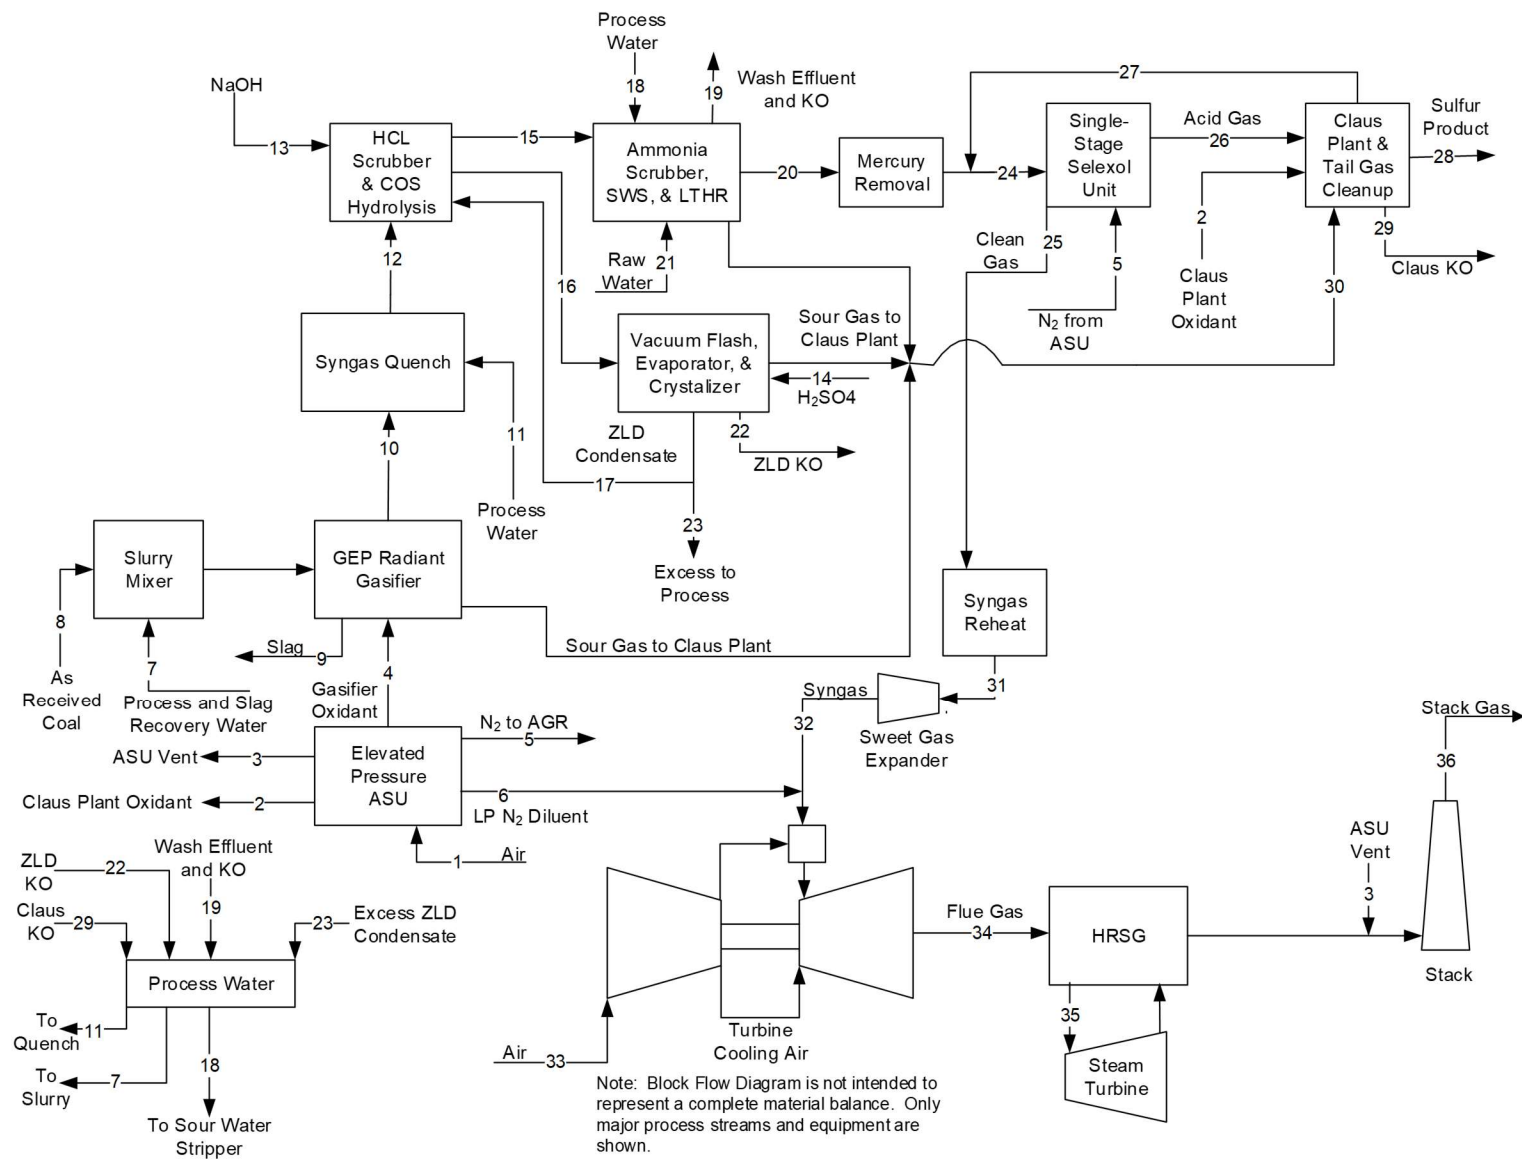 Process
Water
18
19
Wash Effluent
and KO
27
NaOH
13
HCL
Scrubber
& COS
Hydrolysis
15
Ammonia
Scrubber,
SWS, & LTHR
20
Mercury
Removal
24
Single-
Stage
Selexol
Unit
Acid Gas
26
Claus
Plant &
Tail Gas
Cleanup
Sulfur
Product
28
2
29
Claus KO
12
16
Raw
Water
21
Clean
Gas
25
5
N2 from
ASU
Claus
Plant
Oxidant
30
Syngas Quench
Vacuum Flash,
Evaporator, &
Crystalizer
Sour Gas to
Claus Plant
14
H2SO4
10
11
Process
Water
ZLD
Condensate
17
22
ZLD KO
23
Excess to
Process
Slurry
Mixer
GEP Radiant
Gasifier
8
As
Received
Coal
7
Process and Slag
Recovery Water
Slag
9
4
Gasifier
Oxidant
Sour Gas to Claus Plant
Syngas
Reheat
31
Syngas
32
Sweet Gas
Expander
ASU Vent
3
Claus Plant Oxidant
2
Elevated
Pressure
ASU
N2 to AGR
5
6
LP N2 Diluent
1
Air
Stack Gas
36
ZLD
KO
22
Wash Effluent
and KO
19
Claus
KO
29
23
Excess ZLD
Condensate
Process Water
To
Quench
11
To
Slurry
7
18
To Sour Water
Stripper
Air
33
Turbine
Cooling Air
Flue Gas
34
HRSG
35
Steam
Turbine
ASU
Vent
3
Stack
Note: Block Flow Diagram is not intended to
represent a complete material balance. Only
major process streams and equipment are
shown.